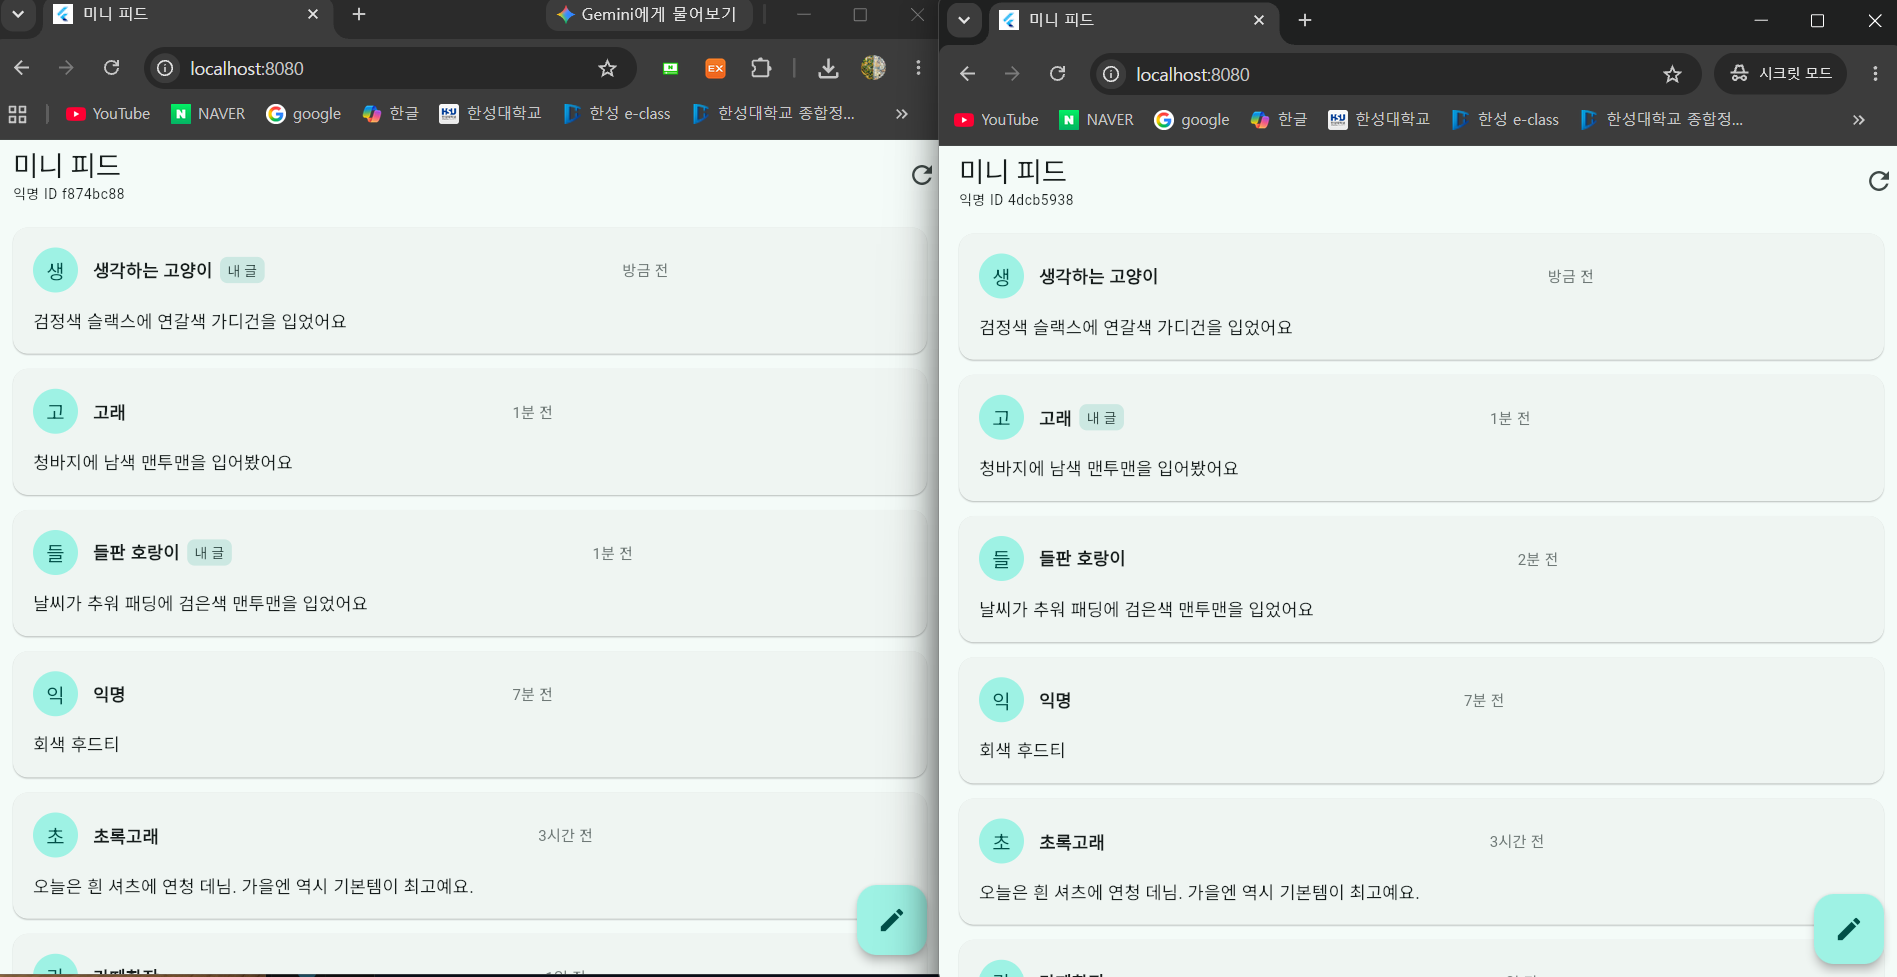 미니 피드
Gemini에게 물어보기
localhost:8080
YouTube NAVER google 한글 한성대학교 한성 e-class 한성대학교 종합정...
미니 피드
익명 ID f874bc88
생 생각하는 고양이 내 글 방금 전
검정색 슬랙스에 연갈색 가디건을 입었어요
고 고래 1분 전
청바지에 남색 맨투맨을 입어봤어요
들 들판 호랑이 내 글 1분 전
날씨가 추워 패딩에 검은색 맨투맨을 입었어요
익 익명 7분 전
회색 후드티
초 초록고래 3시간 전
오늘은 흰 셔츠에 연청 데님. 가을엔 역시 기본템이 최고예요.
미니 피드
localhost:8080
시크릿 모드
YouTube NAVER google 한글 한성대학교 한성 e-class 한성대학교 종합정...
미니 피드
익명 ID 4dcb5938
생 생각하는 고양이 방금 전
검정색 슬랙스에 연갈색 가디건을 입었어요
고 고래 내 글 1분 전
청바지에 남색 맨투맨을 입어봤어요
들 들판 호랑이 2분 전
날씨가 추워 패딩에 검은색 맨투맨을 입었어요
익 익명 7분 전
회색 후드티
초 초록고래 3시간 전
오늘은 흰 셔츠에 연청 데님. 가을엔 역시 기본템이 최고예요.